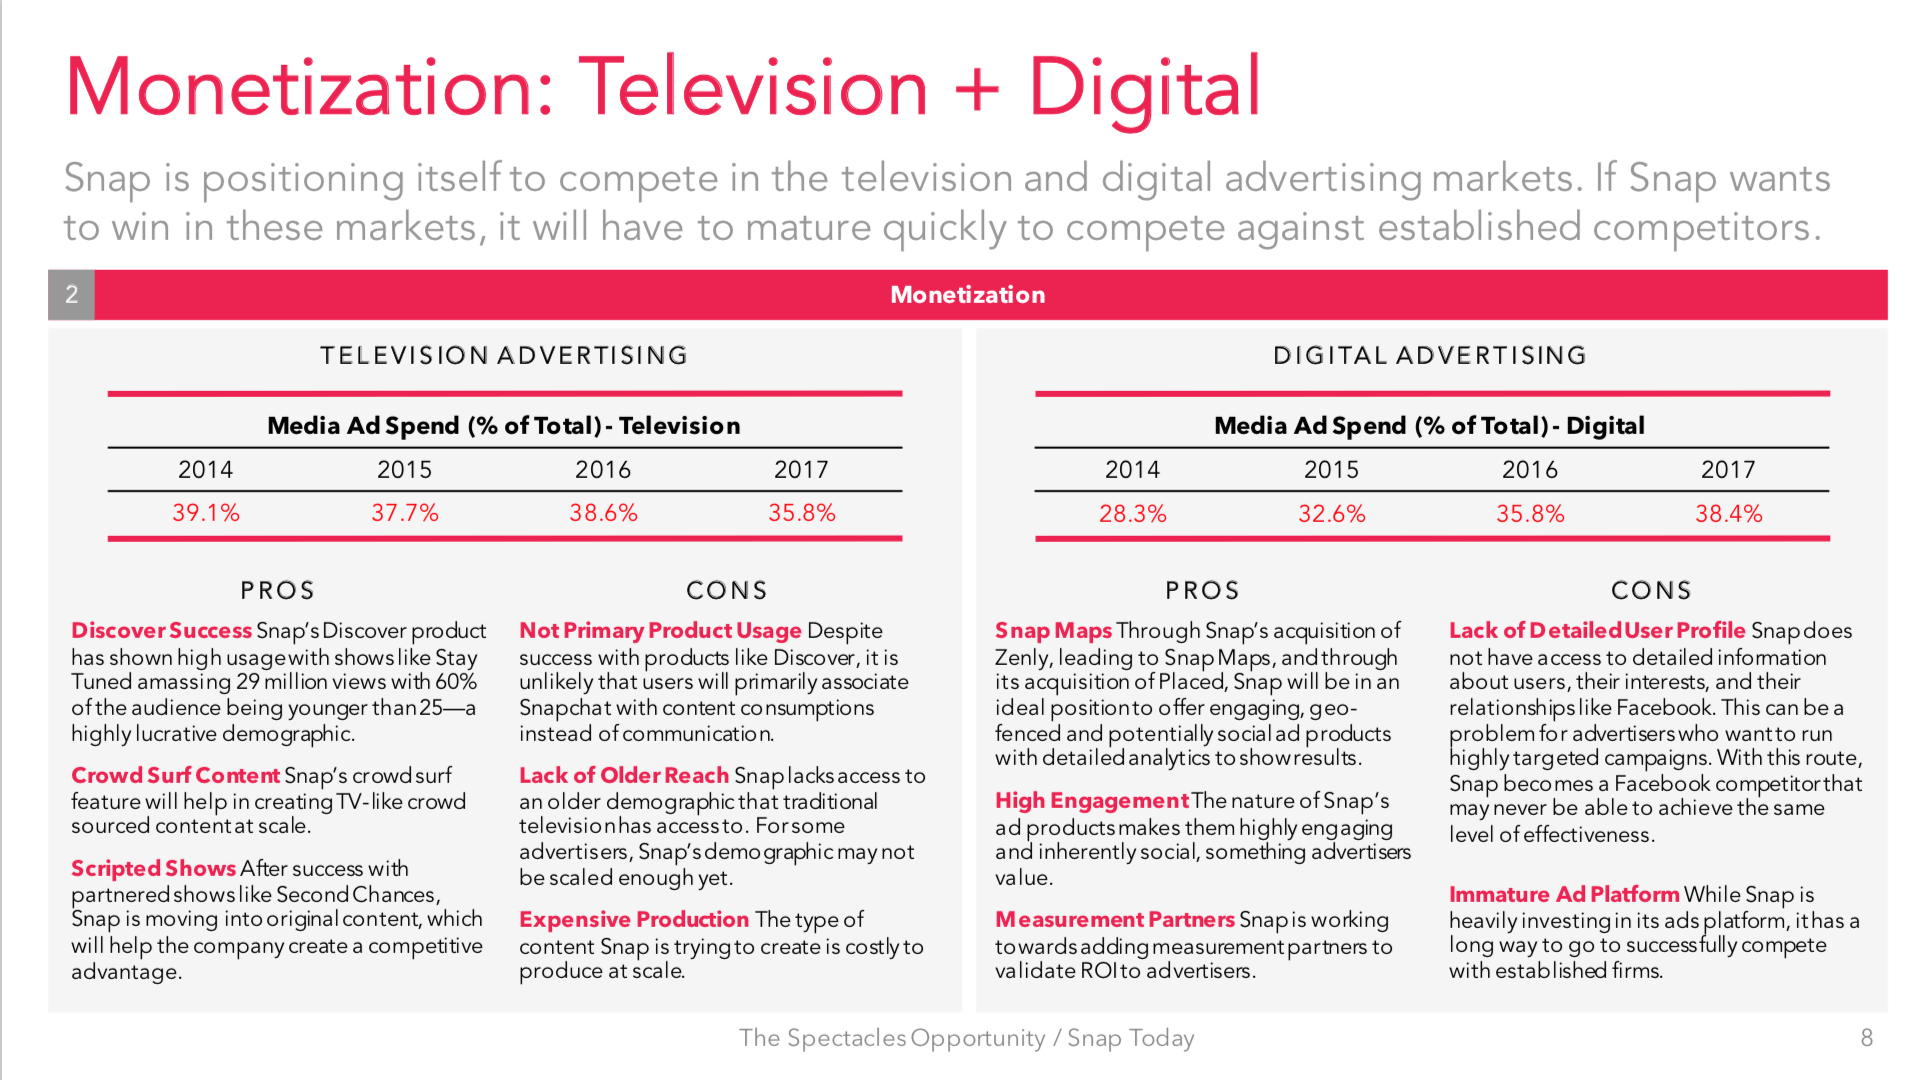 Monetization: Television + Digital
Snap is positioning itself to compete in the television and digital advertising markets. If Snap wants
to win in these markets, it will have to mature quickly to compete against established competitors.
2
Monetization
TELEVISION ADVERTISING
Media Ad Spend (% of Total) - Television
2014 2015 2016 2017
39.1% 37.7% 38.6% 35.8%
PROS
Discover Success Snap's Discover product
has shown high usage with shows like Stay
Tuned amassing 29 million views with 60%
of the audience being younger than 25—a
highly lucrative demographic.
Crowd Surf Content Snap's crowd surf
feature will help in creating TV-like crowd
sourced content at scale.
Scripted Shows After success with
partnered shows like Second Chances,
Snap is moving into original content, which
will help the company create a competitive
advantage.
CONS
Not Primary Product Usage Despite
success with products like Discover, it is
unlikely that users will primarily associate
Snapchat with content consumptions
instead of communication.
Lack of Older Reach Snap lacks access to
an older demographic that traditional
television has access to. For some
advertisers, Snap's demographic may not
be scaled enough yet.
Expensive Production The type of
content Snap is trying to create is costly to
produce at scale.
DIGITAL ADVERTISING
Media Ad Spend (% of Total) - Digital
2014 2015 2016 2017
28.3% 32.6% 35.8% 38.4%
PROS
Snap Maps Through Snap's acquisition of
Zenly, leading to Snap Maps, and through
its acquisition of Placed, Snap will be in an
ideal position to offer engaging, geo-
fenced and potentially social ad products
with detailed analytics to show results.
High Engagement The nature of Snap's
ad products makes them highly engaging
and inherently social, something advertisers
value.
Measurement Partners Snap is working
towards adding measurement partners to
validate ROI to advertisers.
CONS
Lack of Detailed User Profile Snap does
not have access to detailed information
about users, their interests, and their
relationships like Facebook. This can be a
problem for advertisers who want to run
highly targeted campaigns. With this route,
Snap becomes a Facebook competitor that
may never be able to achieve the same
level of effectiveness.
Immature Ad Platform While Snap is
heavily investing in its ads platform, it has a
long way to go to successfully compete
with established firms.
The Spectacles Opportunity / Snap Today
8